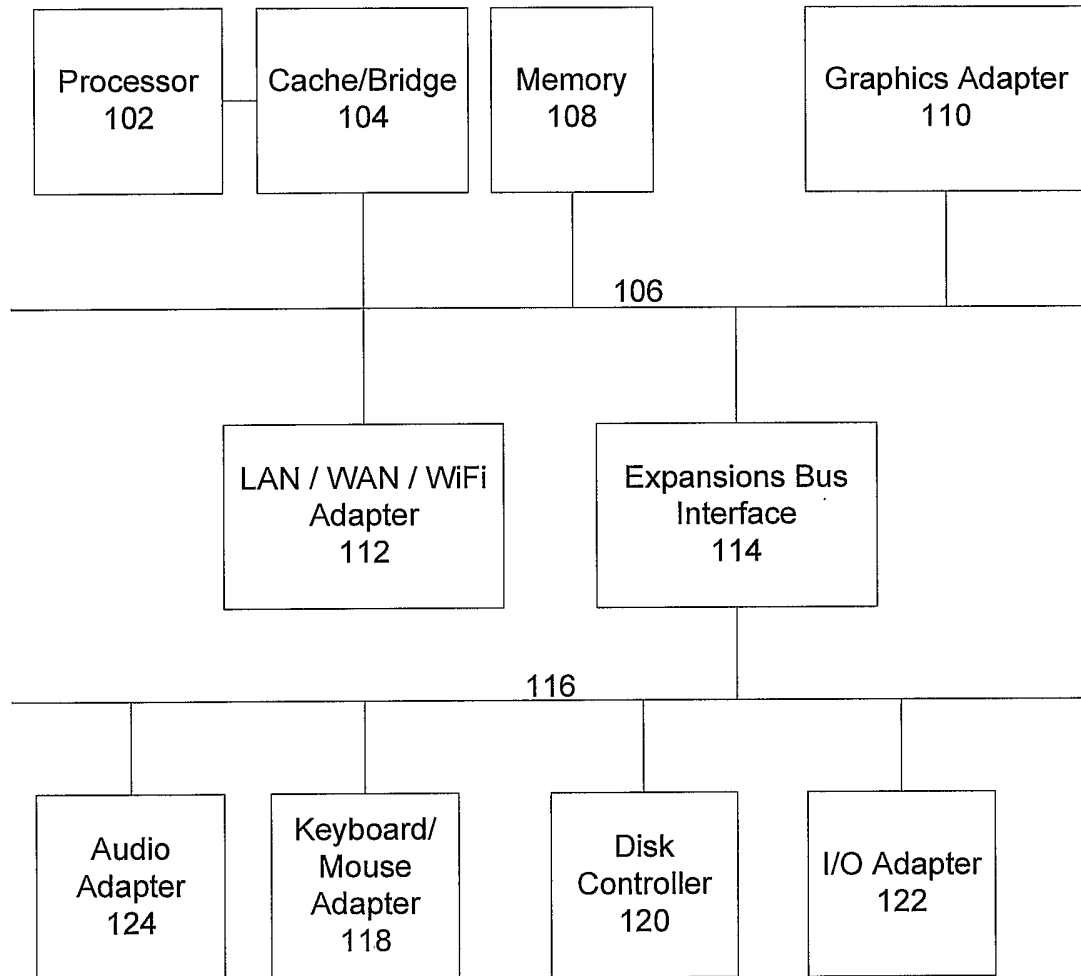 Processor
102
Cache/Bridge
104
Memory
108
Graphics Adapter
110
106
LAN / WAN / WiFi
Adapter
112
Expansions Bus
Interface
114
116
Audio
Adapter
124
Keyboard/
Mouse
Adapter
118
Disk
Controller
120
I/O Adapter
122